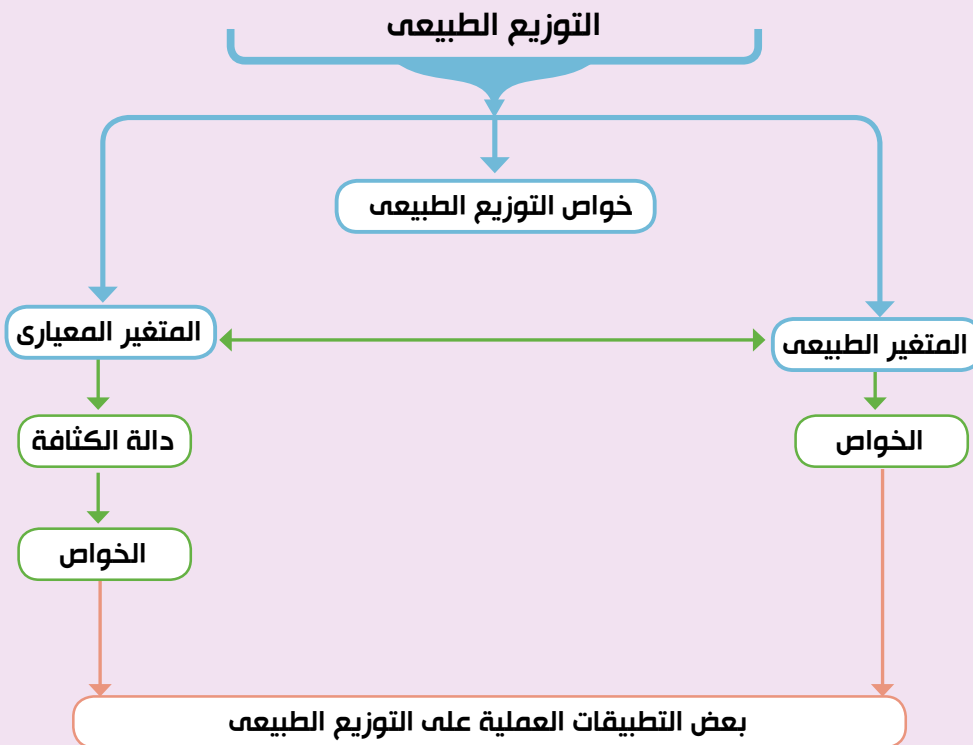 التوزيع الطبيعى
خواص التوزيع الطبيعى
المتغير الطبيعى
المتغير المعيارى
الخواص
دالة الكثافة
الخواص
بعض التطبيقات العملية على التوزيع الطبيعى